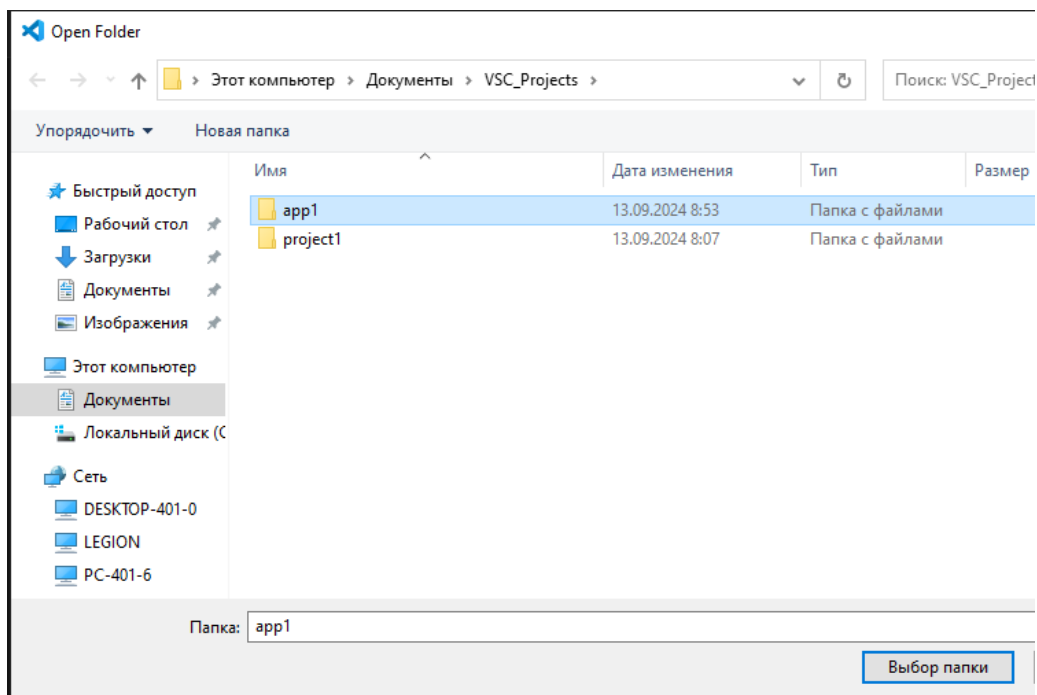 Open Folder
Этот компьютер > Документы > VSC_Projects >
Поиск: VSC_Project
Упорядочить Новая папка
Имя Дата изменения Тип Размер
Быстрый доступ
Рабочий стол
Загрузки
Документы
Изображения
Этот компьютер
Документы
Локальный диск (C
Сеть
DESKTOP-401-0
LEGION
PC-401-6
app1 13.09.2024 8:53 Папка с файлами
project1 13.09.2024 8:07 Папка с файлами
Папка: app1
Выбор папки